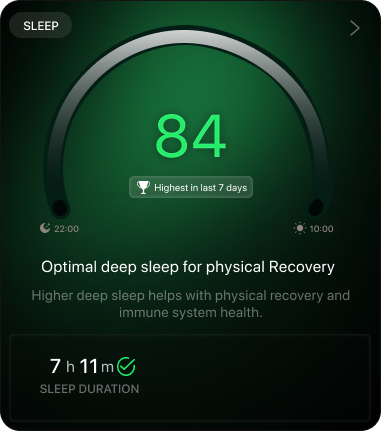 SLEEP
84
Highest in last 7 days
22:00
10:00
Optimal deep sleep for physical Recovery
Higher deep sleep helps with physical recovery and
immune system health.
7 h 11 m
SLEEP DURATION